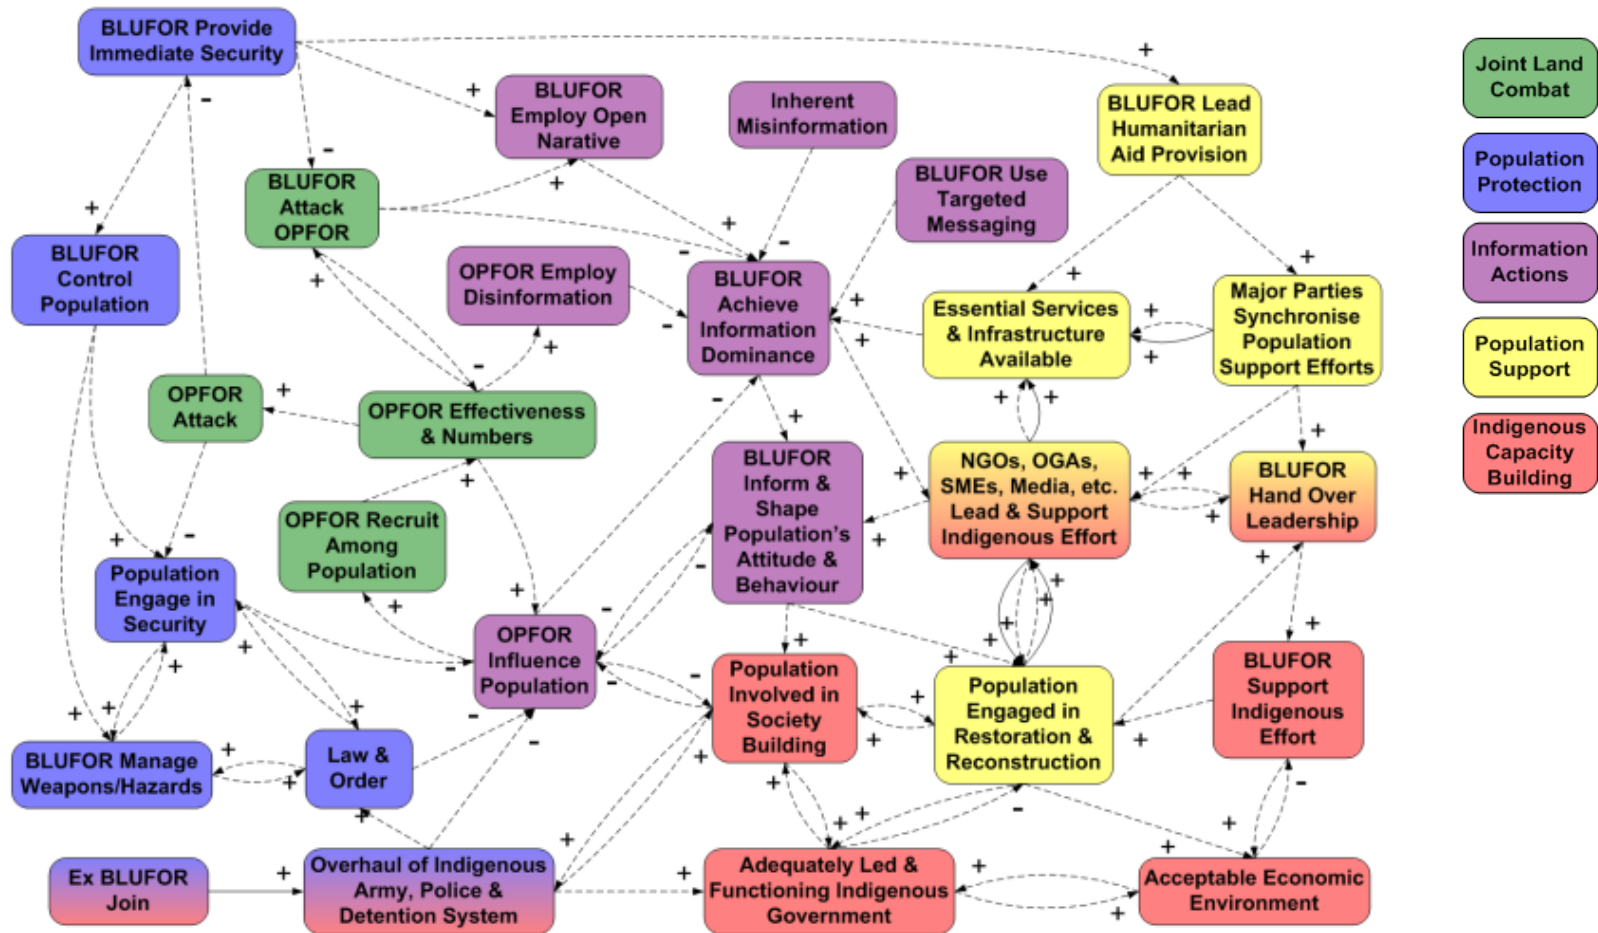 BLUFOR Provide
Immediate Security
BLUFOR
Employ Open
Narative
Inherent
Misinformation
BLUFOR Lead
Humanitarian
Aid Provision
Joint Land
Combat
Population
Protection
Information
Actions
Population
Support
Indigenous
Capacity
Building
BLUFOR
Attack
OPFOR
BLUFOR Use
Targeted
Messaging
BLUFOR
Control
Population
OPFOR Employ
Disinformation
BLUFOR
Achieve
Information
Dominance
Essential Services
& Infrastructure
Available
Major Parties
Synchronise
Population
Support Efforts
OPFOR
Attack
OPFOR Effectiveness
& Numbers
BLUFOR
Inform &
Shape
Population's
Attitude &
Behaviour
NGOs, OGAs,
SMEs, Media, etc.
Lead & Support
Indigenous Effort
BLUFOR
Hand Over
Leadership
OPFOR Recruit
Among
Population
Population
Engage in
Security
OPFOR
Influence
Population
Population
Involved in
Society
Building
Population
Engaged in
Restoration &
Reconstruction
BLUFOR
Support
Indigenous
Effort
BLUFOR Manage
Weapons/Hazards
Law &
Order
Ex BLUFOR
Join
Overhaul of Indigenous
Army, Police &
Detention System
Adequately Led &
Functioning Indigenous
Government
Acceptable Economic
Environment